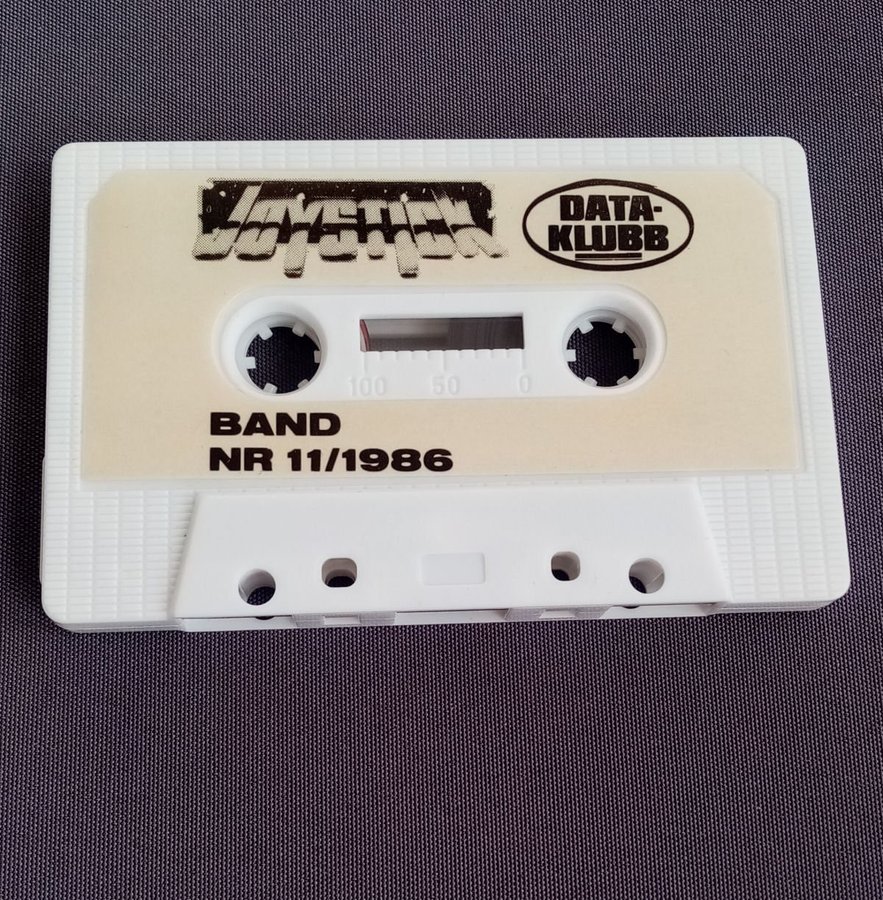 JOYSTICK
DATA-
KLUBB
100 50 0
BAND
NR 11/1986